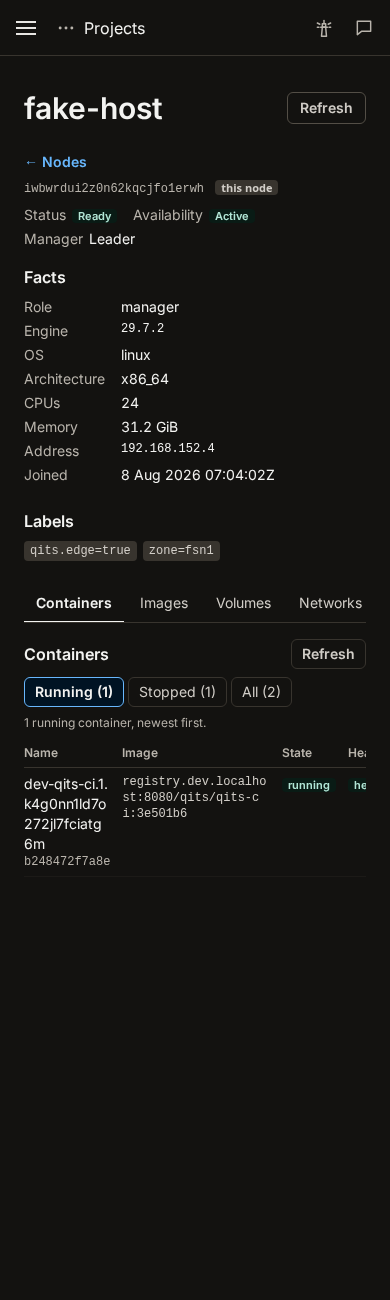 Projects
fake-host
Refresh
← Nodes
iwbwrdui2z0n62kqcjfo1erwh this node
Status Ready Availability Active
Manager Leader
Facts
Role manager
Engine 29.7.2
OS linux
Architecture x86_64
CPUs 24
Memory 31.2 GiB
Address 192.168.152.4
Joined 8 Aug 2026 07:04:02Z
Labels
qits.edge=true zone=fsn1
Containers Images Volumes Networks
Containers
Refresh
Running (1) Stopped (1) All (2)
1 running container, newest first.
Name Image State Hea
dev-qits-ci.1.
k4g0nn1ld7o
272jl7fciatg
6m
b248472f7a8e
registry.dev.localho
st:8080/qits/qits-c
i:3e501b6
running
he